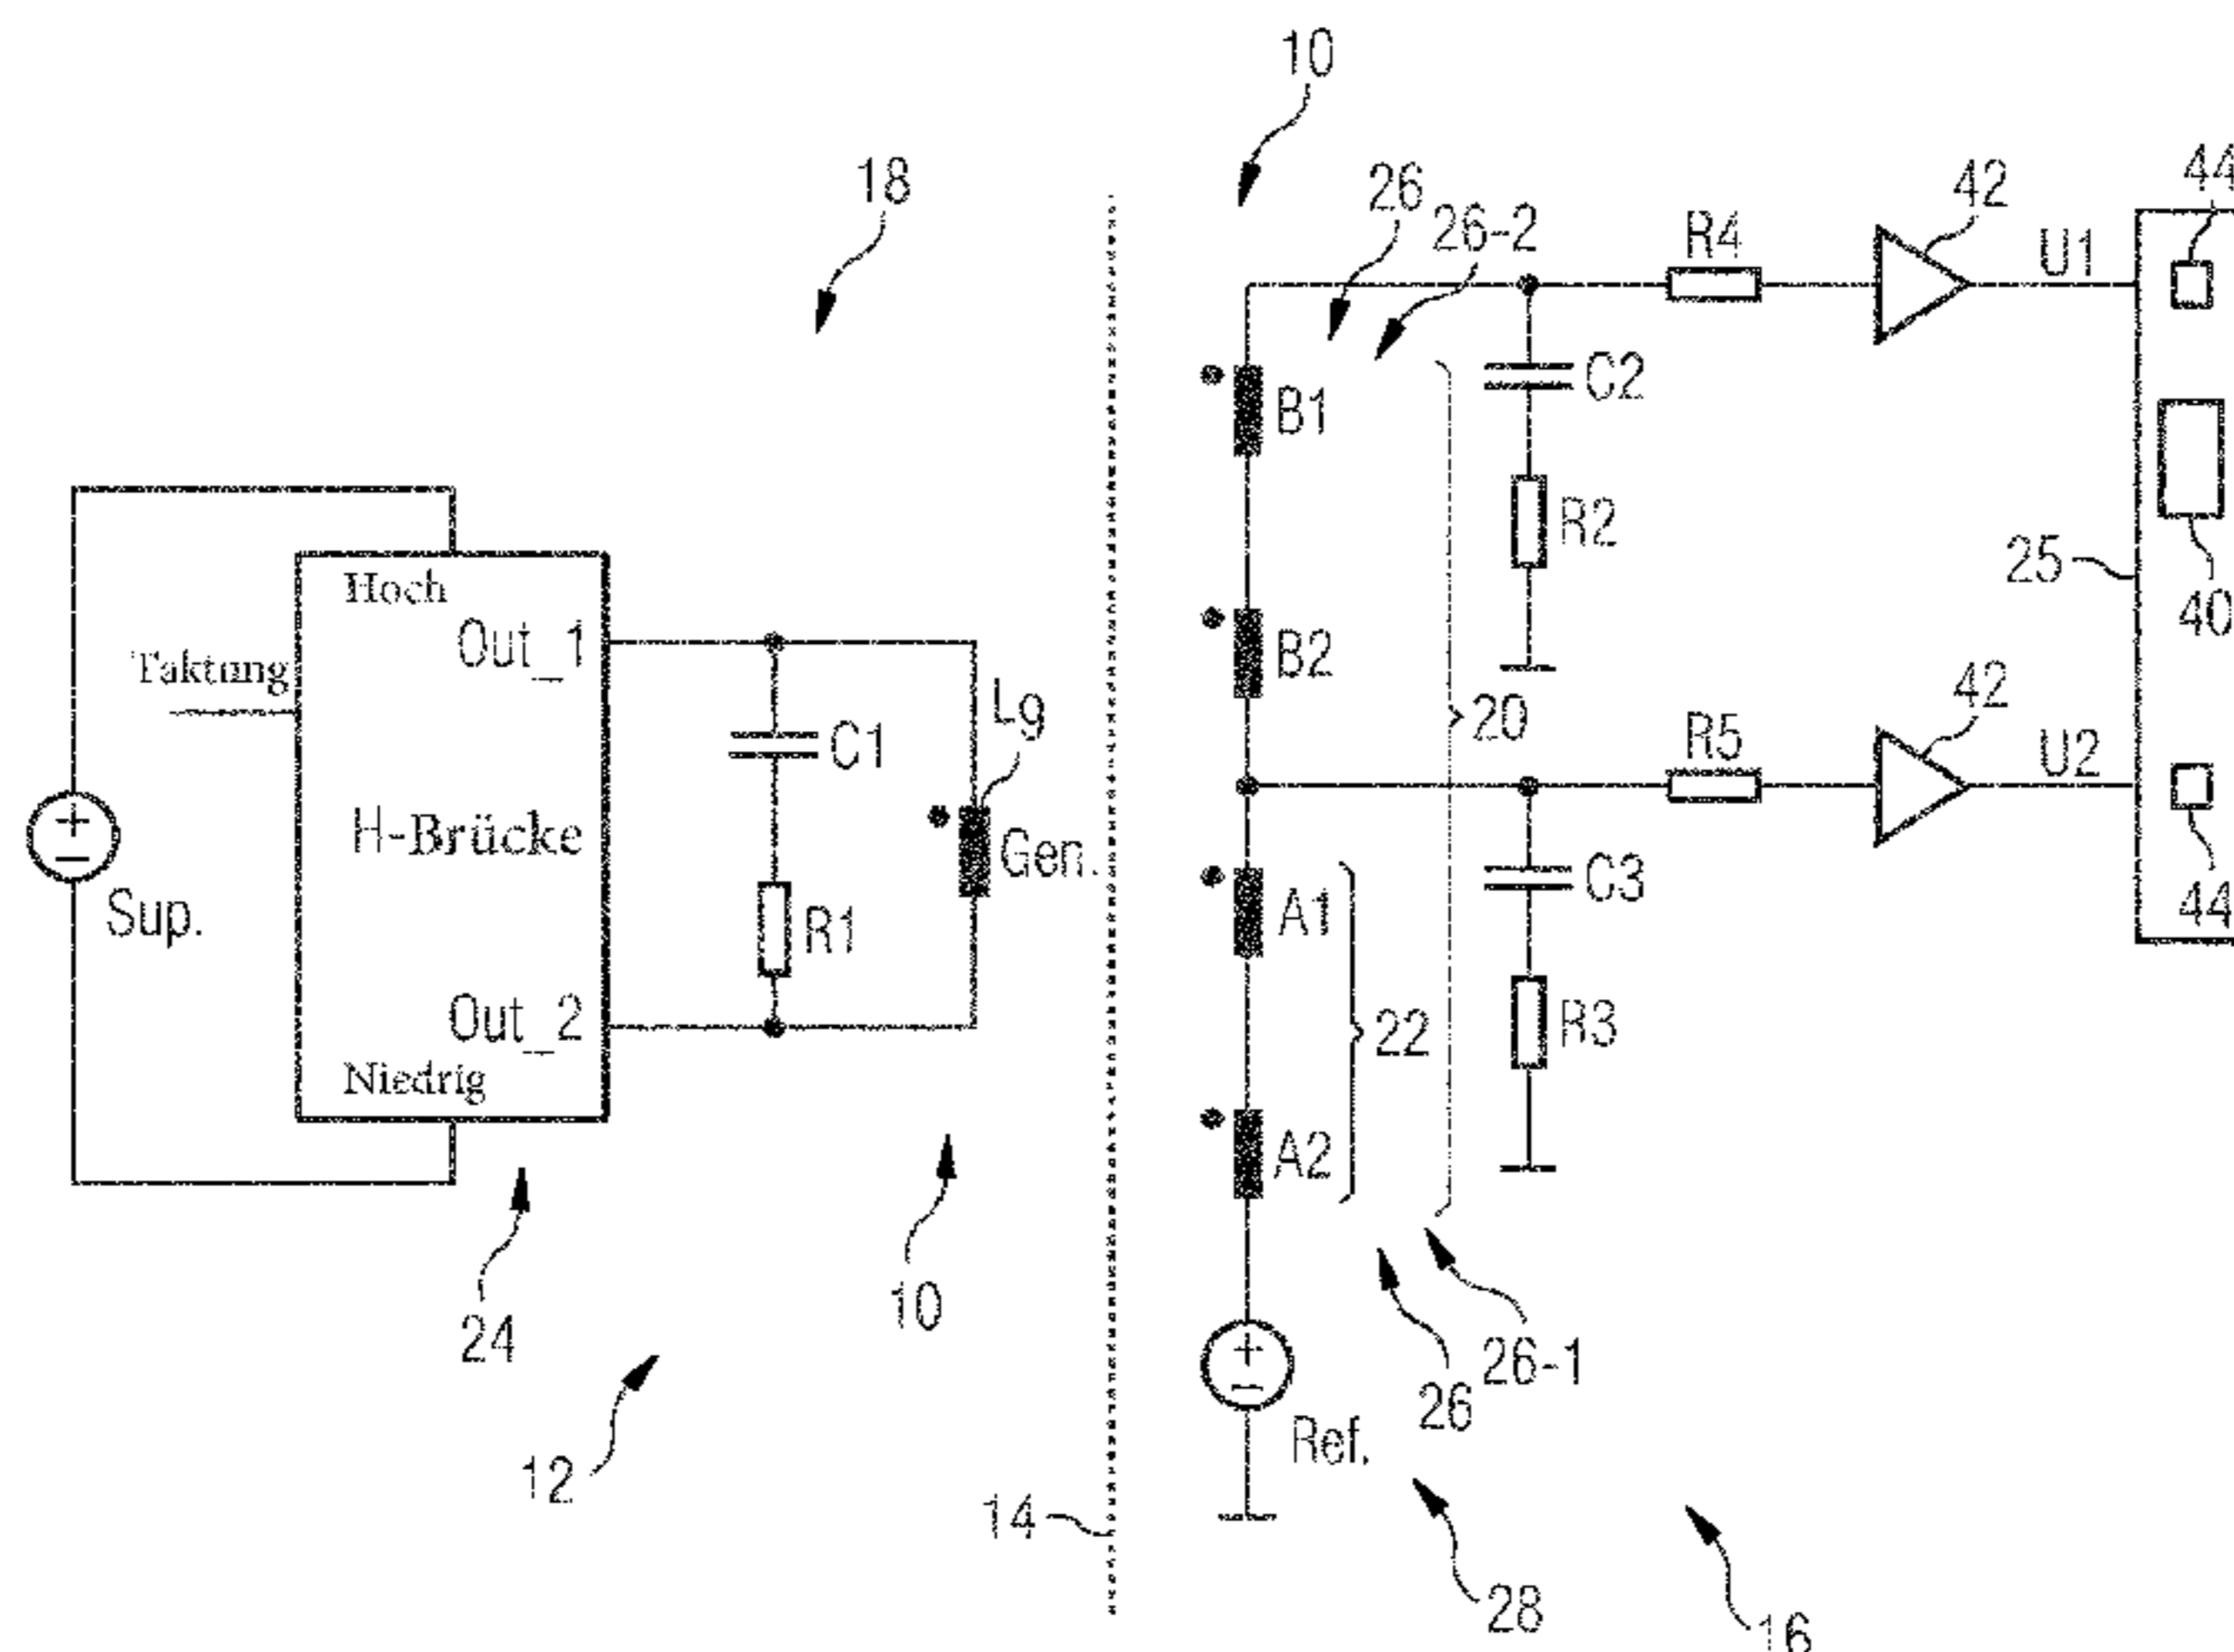 10
18
26
26-2
R4
42
44
U1
C2
B1
R2
25
40
Hoch
Out_1
Taktung
B2
Lg
20
R5
42
U2
C1
H-Brücke
Gen.
Sup.
R1
A1
C3
44
22
R3
Out_2
Niedrig
A2
24
10
12
14
26
26-1
Ref.
28
16